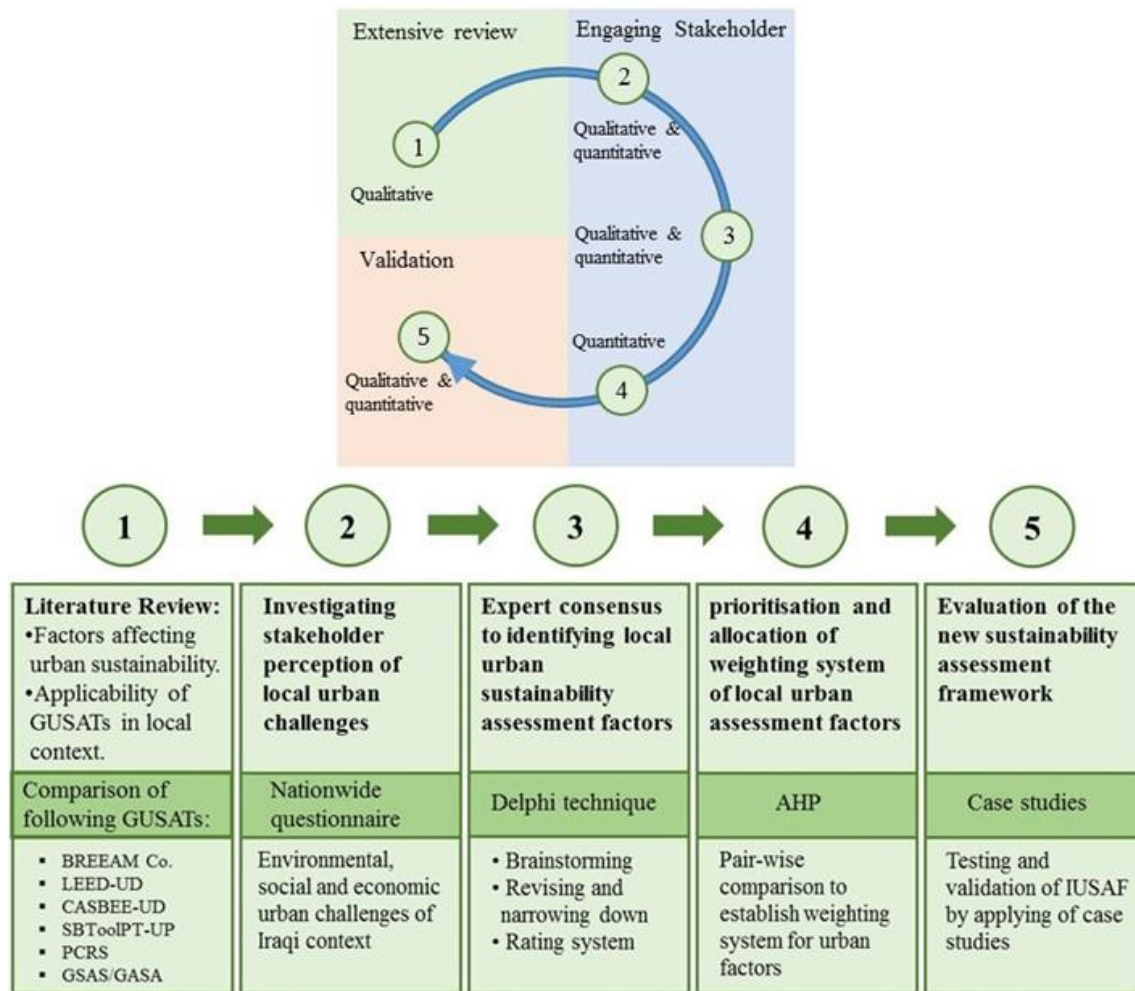 Extensive review
Engaging Stakeholder
1
Qualitative
2
Qualitative &
quantitative
3
Qualitative &
quantitative
Validation
5
Qualitative &
quantitative
Quantitative
4
1
2
3
4
5
Literature Review:
•Factors affecting
urban sustainability.
•Applicability of
GUSATs in local
context.
Comparison of
following GUSATs:
▪ BREEAM Co.
▪ LEED-UD
▪ CASBEE-UD
▪ SBToolPT-UP
▪ PCRS
▪ GSAS/GASA
Investigating
stakeholder
perception of
local urban
challenges
Nationwide
questionnaire
Environmental,
social and economic
urban challenges of
Iraqi context
Expert consensus
to identifying local
urban
sustainability
assessment factors
Delphi technique
• Brainstorming
• Revising and
narrowing down
• Rating system
prioritisation and
allocation of
weighting system
of local urban
assessment factors
AHP
Pair-wise
comparison to
establish weighting
system for urban
factors
Evaluation of the
new sustainability
assessment
framework
Case studies
Testing and
validation of IUSAF
by applying of case
studies